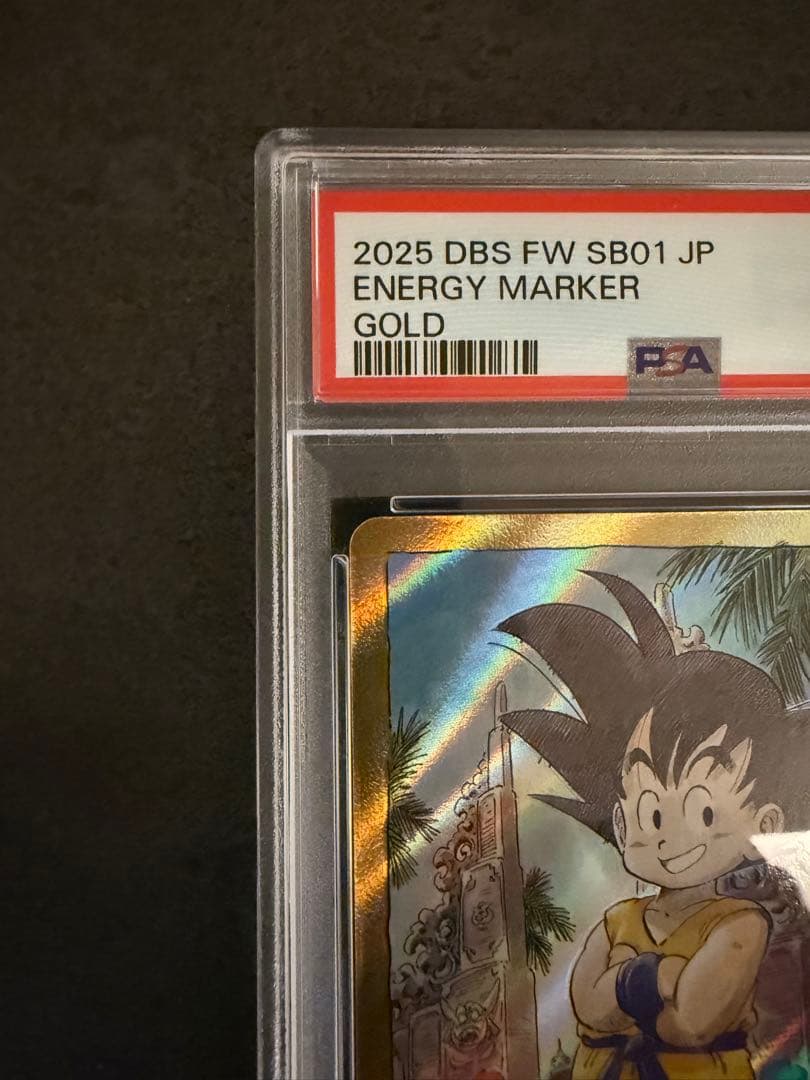 2025 DBS FW SB01 JP
ENERGY MARKER
GOLD
PSA